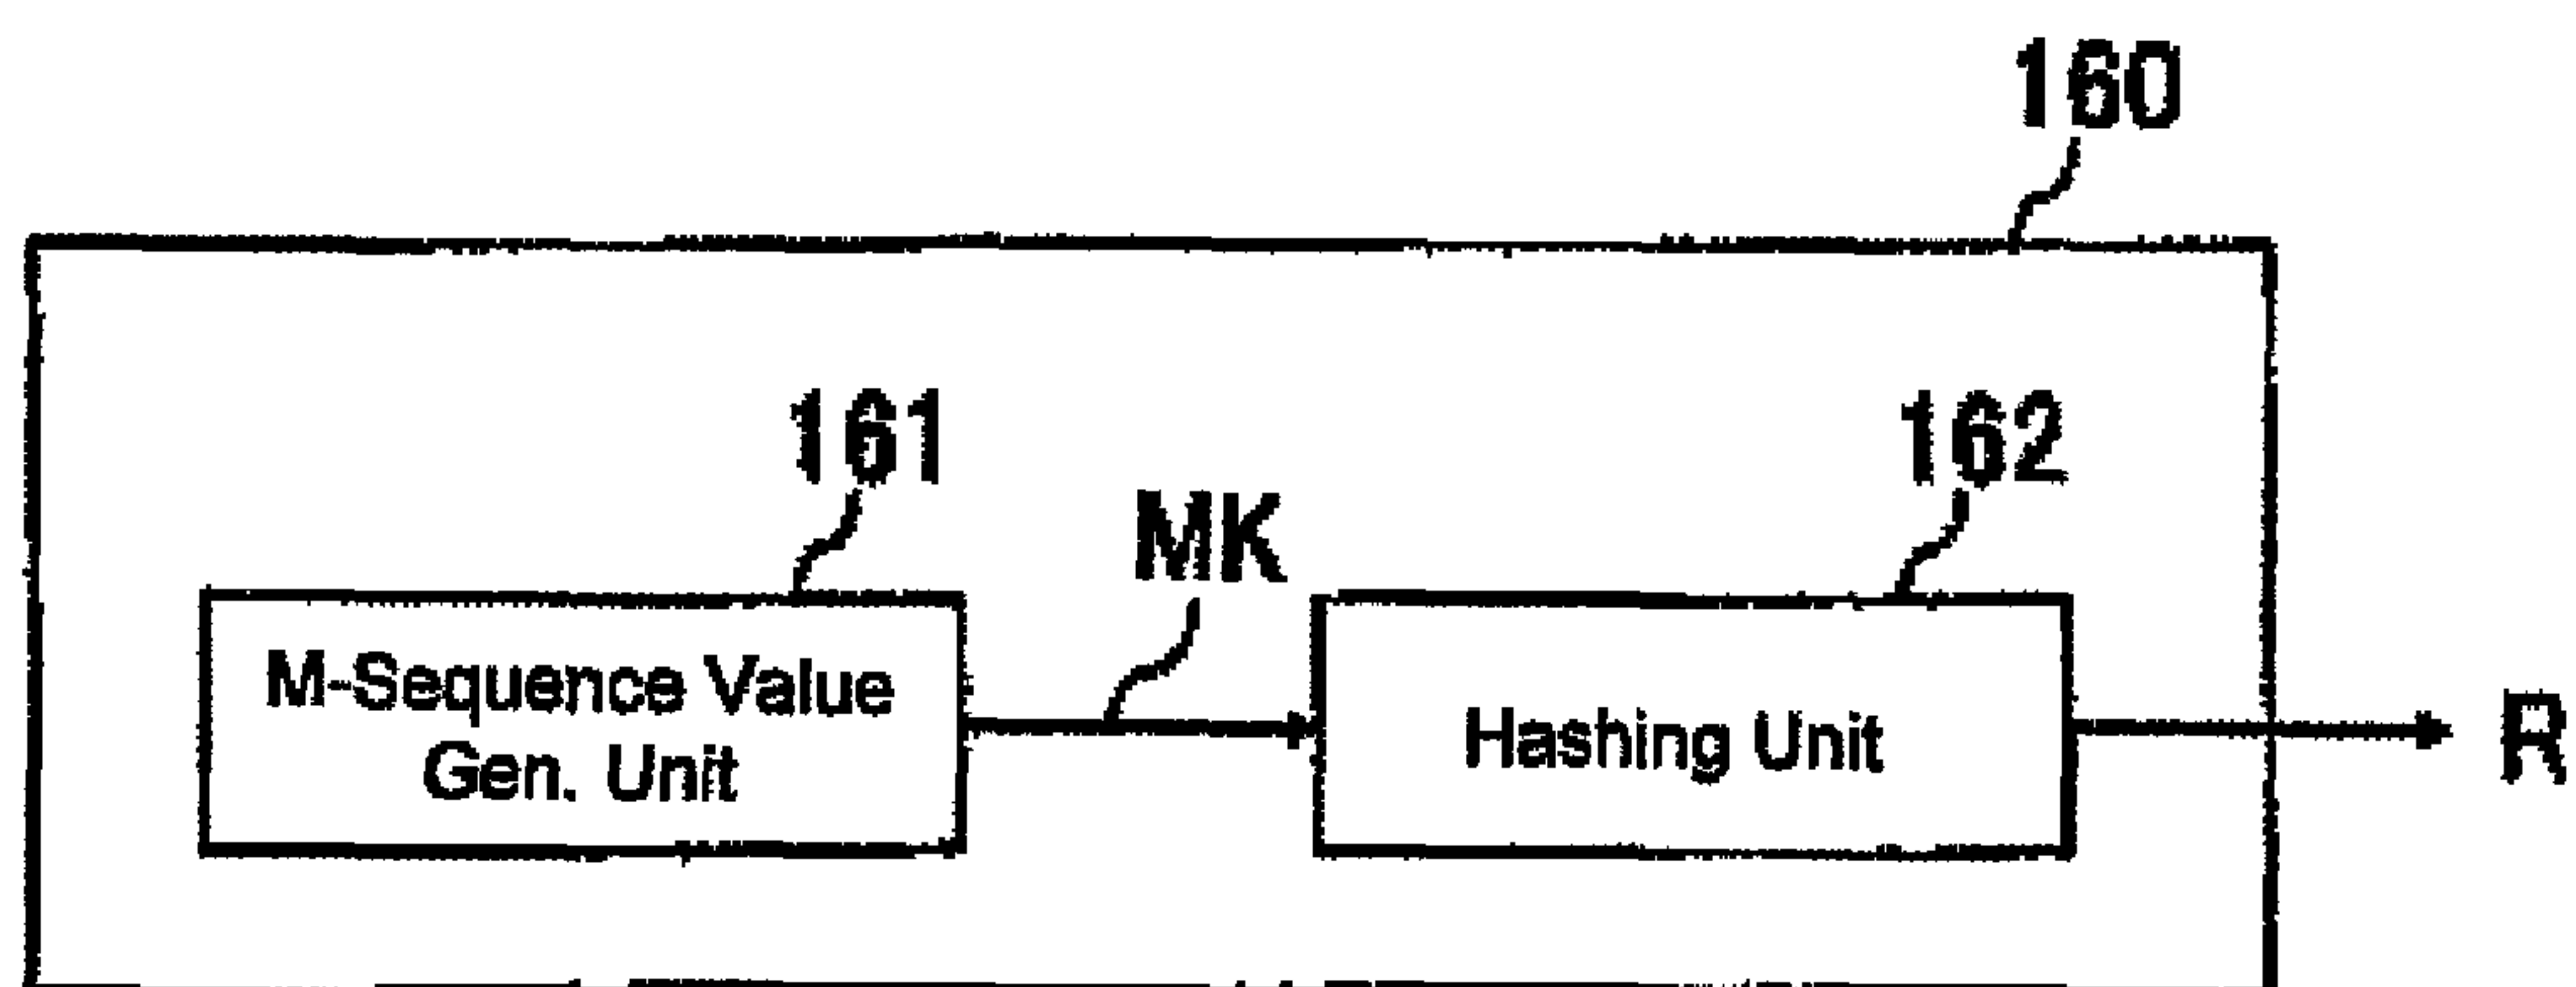 160
161
162
MK
M-Sequence Value
Gen. Unit
Hashing Unit
R